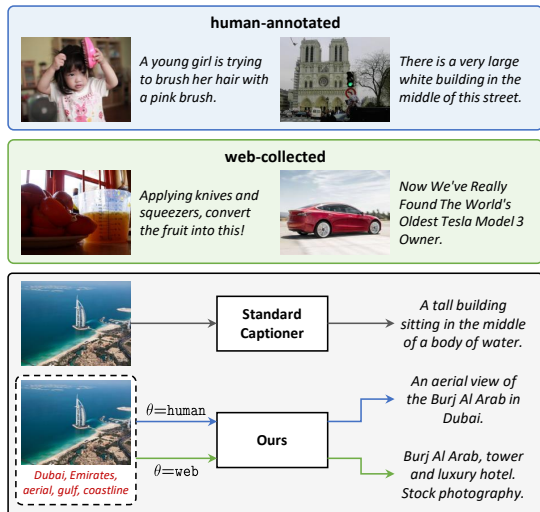 human-annotated
A young girl is trying
to brush her hair with
a pink brush.
There is a very large
white building in the
middle of this street.
web-collected
Applying knives and
squeezers, convert
the fruit into this!
Now We've Really
Found The World's
Oldest Tesla Model 3
Owner.
Standard
Captioner
A tall building
sitting in the middle
of a body of water.
θ=human
θ=web
Ours
An aerial view of
the Burj Al Arab in
Dubai.
Burj Al Arab, tower
and luxury hotel.
Stock photography.
Dubai, Emirates,
aerial, gulf, coastline